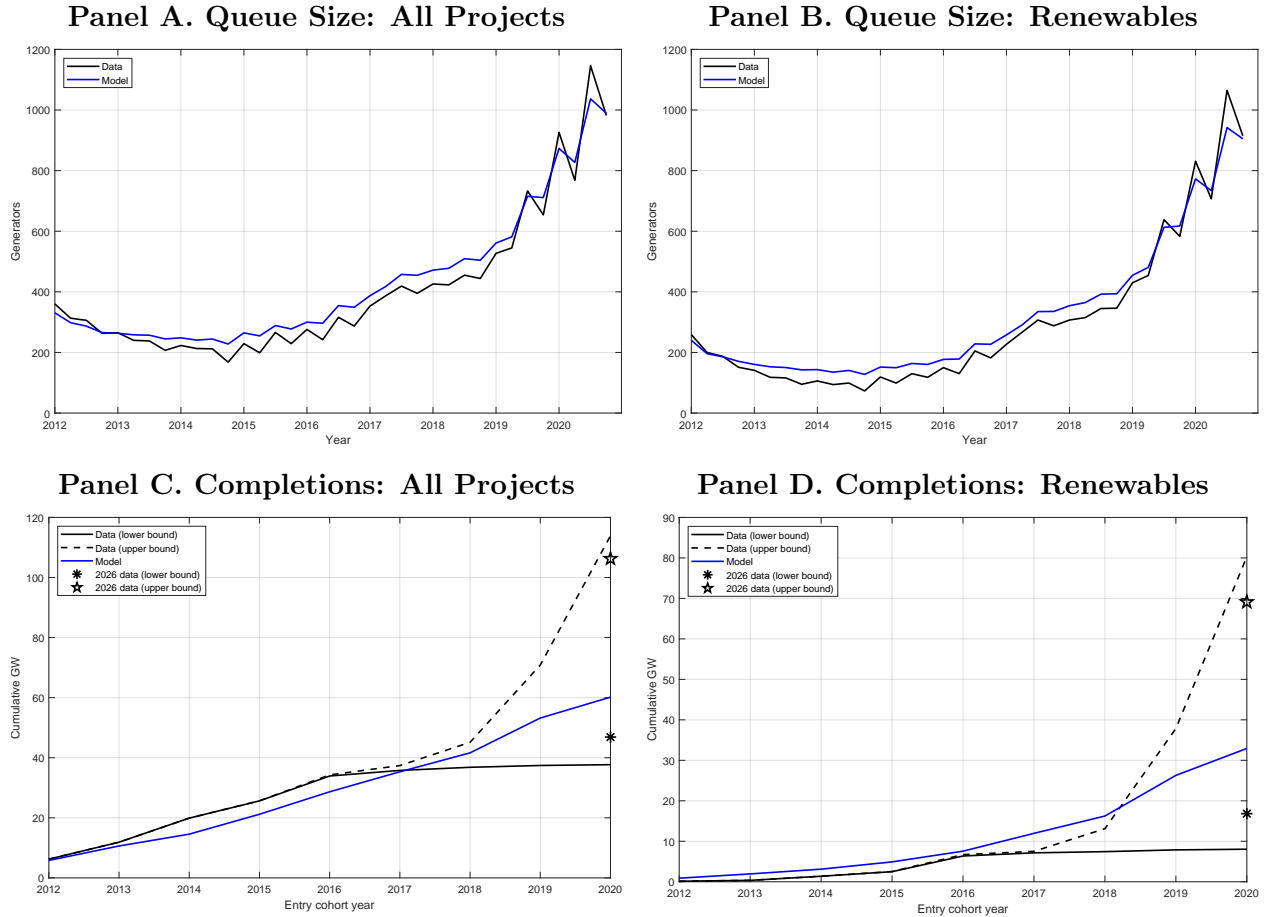 Panel A. Queue Size: All Projects
1200
1000
800
600
400
200
0
Generators
Data
Model
2012 2013 2014 2015 2016 2017 2018 2019 2020
Year
Panel B. Queue Size: Renewables
1200
1000
800
600
400
200
0
Generators
Data
Model
2012 2013 2014 2015 2016 2017 2018 2019 2020
Year
Panel C. Completions: All Projects
120
100
80
60
40
20
0
Cumulative GW
Data (lower bound)
Data (upper bound)
Model
2026 data (lower bound)
2026 data (upper bound)
2012 2013 2014 2015 2016 2017 2018 2019 2020
Entry cohort year
Panel D. Completions: Renewables
90
80
70
60
50
40
30
20
10
0
Cumulative GW
Data (lower bound)
Data (upper bound)
Model
2026 data (lower bound)
2026 data (upper bound)
2012 2013 2014 2015 2016 2017 2018 2019 2020
Entry cohort year